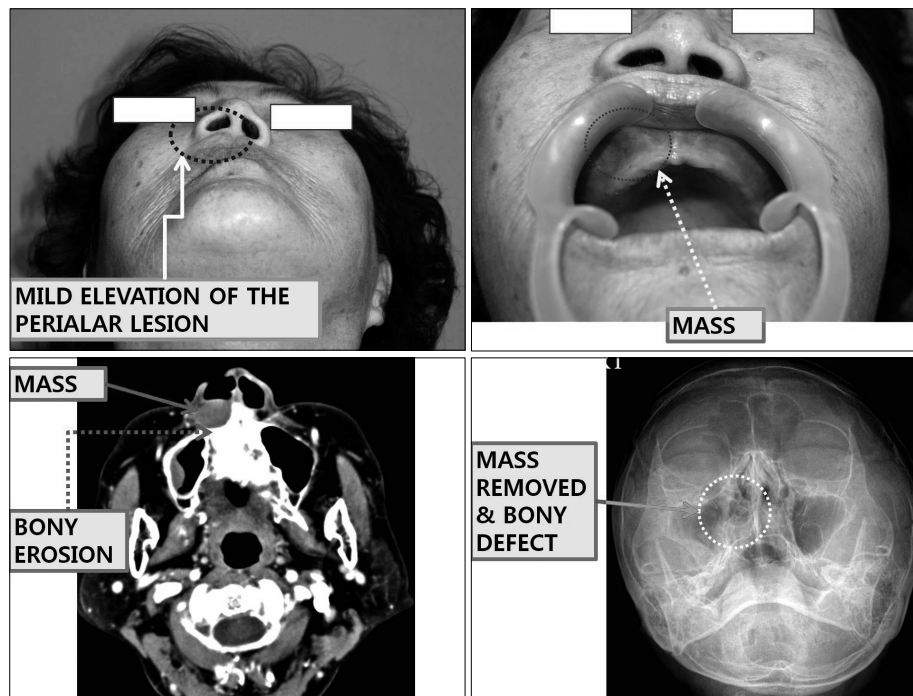 MILD ELEVATION OF THE
PERIALAR LESION
MASS
MASS
BONY
EROSION
MASS
REMOVED
& BONY
DEFECT